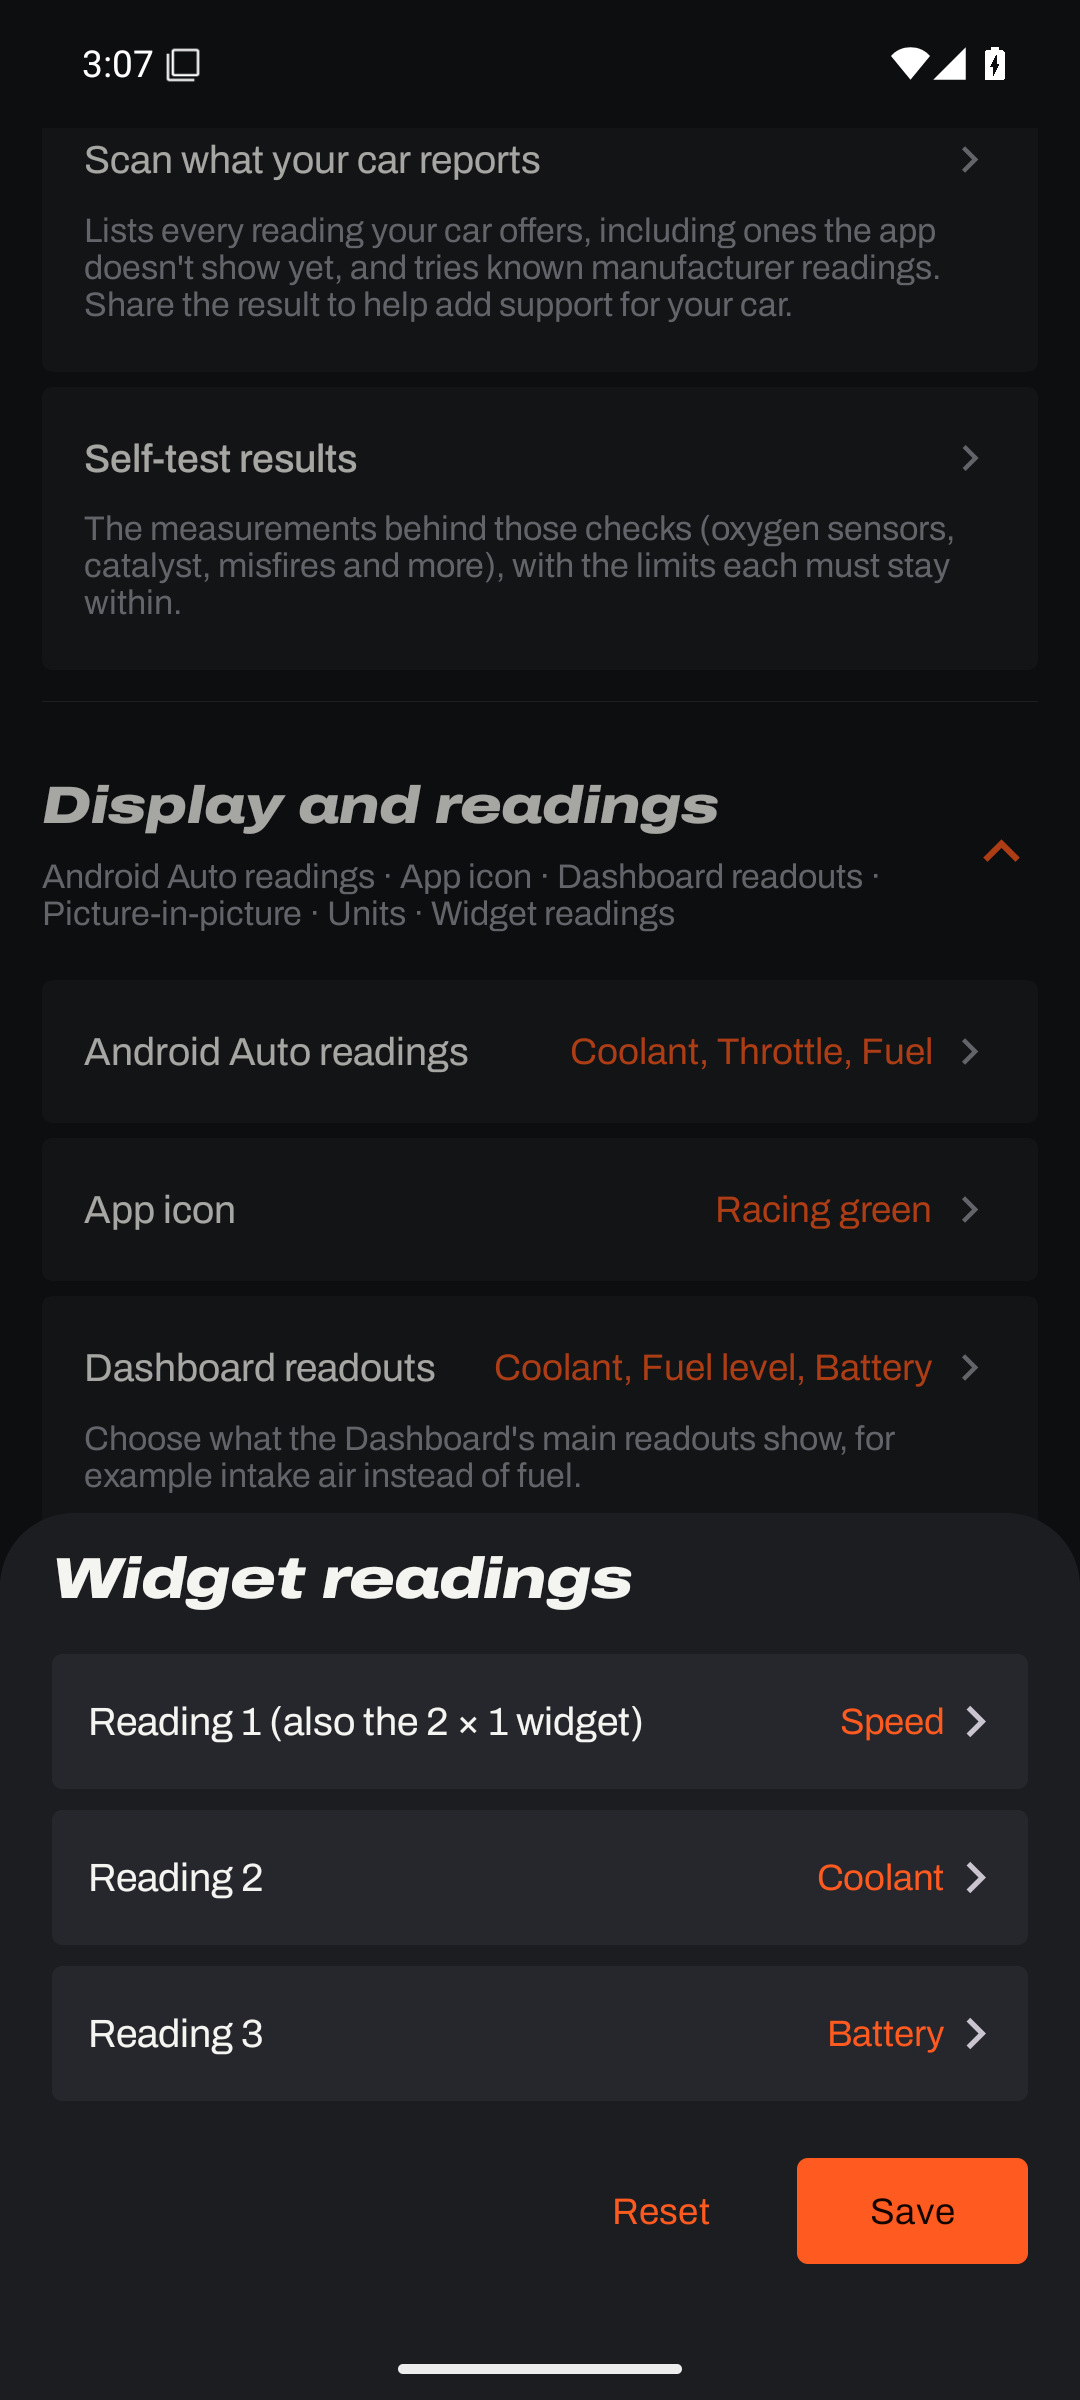 3:07
Scan what your car reports
Lists every reading your car offers, including ones the app
doesn't show yet, and tries known manufacturer readings.
Share the result to help add support for your car.
Self-test results
The measurements behind those checks (oxygen sensors,
catalyst, misfires and more), with the limits each must stay
within.
Display and readings
Android Auto readings · App icon · Dashboard readouts ·
Picture-in-picture · Units · Widget readings
Android Auto readings Coolant, Throttle, Fuel
App icon Racing green
Dashboard readouts Coolant, Fuel level, Battery
Choose what the Dashboard's main readouts show, for
example intake air instead of fuel.
Widget readings
Reading 1 (also the 2 × 1 widget) Speed
Reading 2 Coolant
Reading 3 Battery
Reset Save